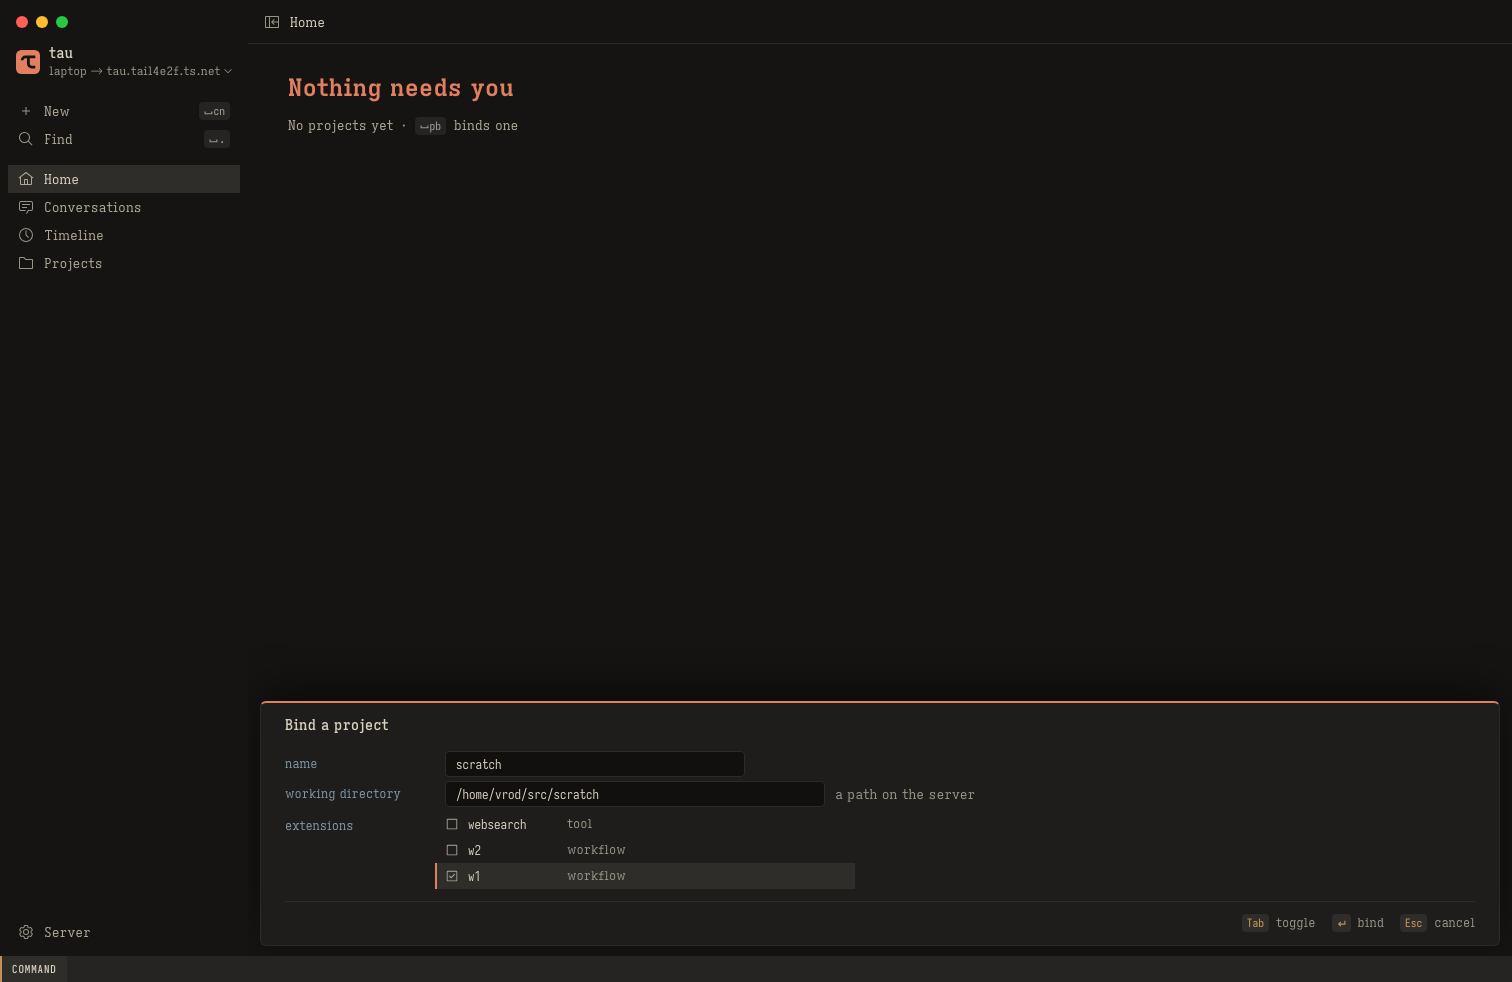 tau
laptop → tau.tail4e2f.ts.net
New ⎵cn
Find ⎵.
Home
Conversations
Timeline
Projects
Server
Home
Nothing needs you
No projects yet · ⎵pb binds one
Bind a project
name scratch
working directory /home/vrod/src/scratch a path on the server
extensions websearch tool
w2 workflow
w1 workflow
Tab toggle ↵ bind Esc cancel
COMMAND